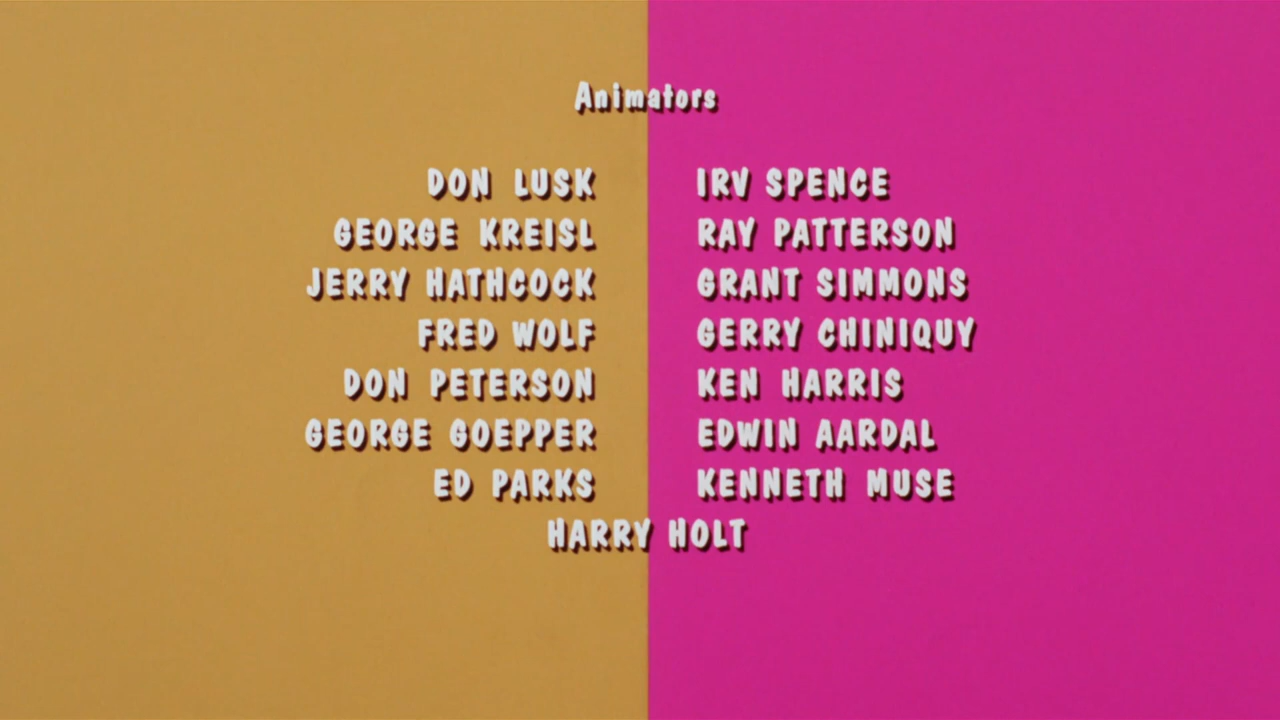 Animators
DON LUSK IRV SPENCE
GEORGE KREISL RAY PATTERSON
JERRY HATHCOCK GRANT SIMMONS
FRED WOLF GERRY CHINIQUY
DON PETERSON KEN HARRIS
GEORGE GOEPPER EDWIN AARDAL
ED PARKS KENNETH MUSE
HARRY HOLT